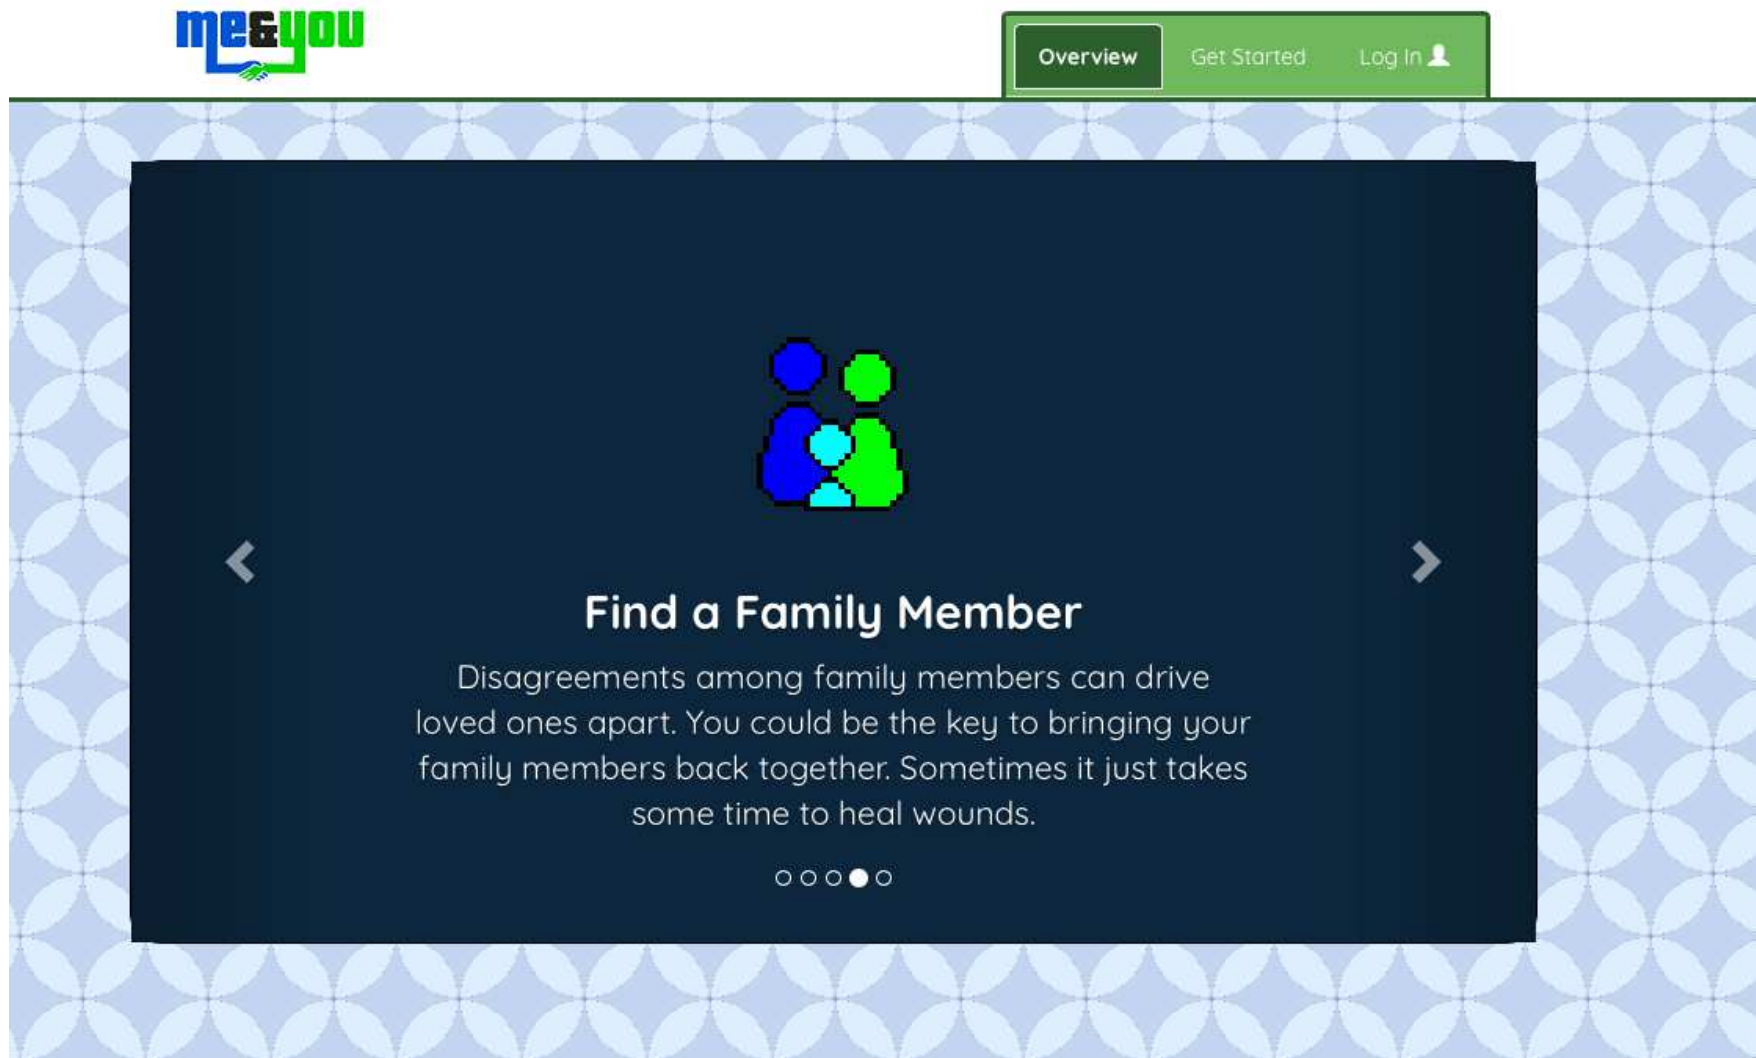 me&you
Overview Get Started Log In
Find a Family Member
Disagreements among family members can drive
loved ones apart. You could be the key to bringing your
family members back together. Sometimes it just takes
some time to heal wounds.